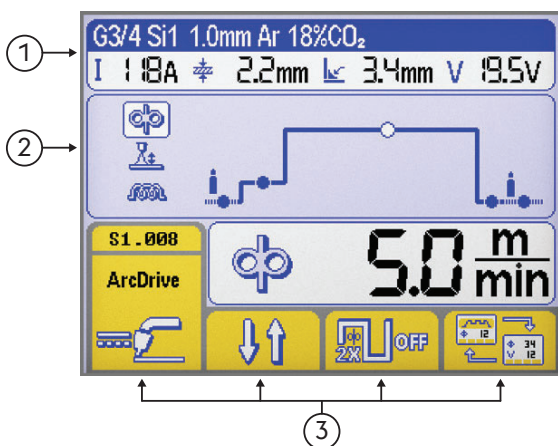 G3/4 Si1 1.0mm Ar 18%CO₂
1
I 118A 2.2mm 3.4mm V 19.5V
2
S1.008
ArcDrive
5.0 m/min
2X OFF
12
34
V 12
3